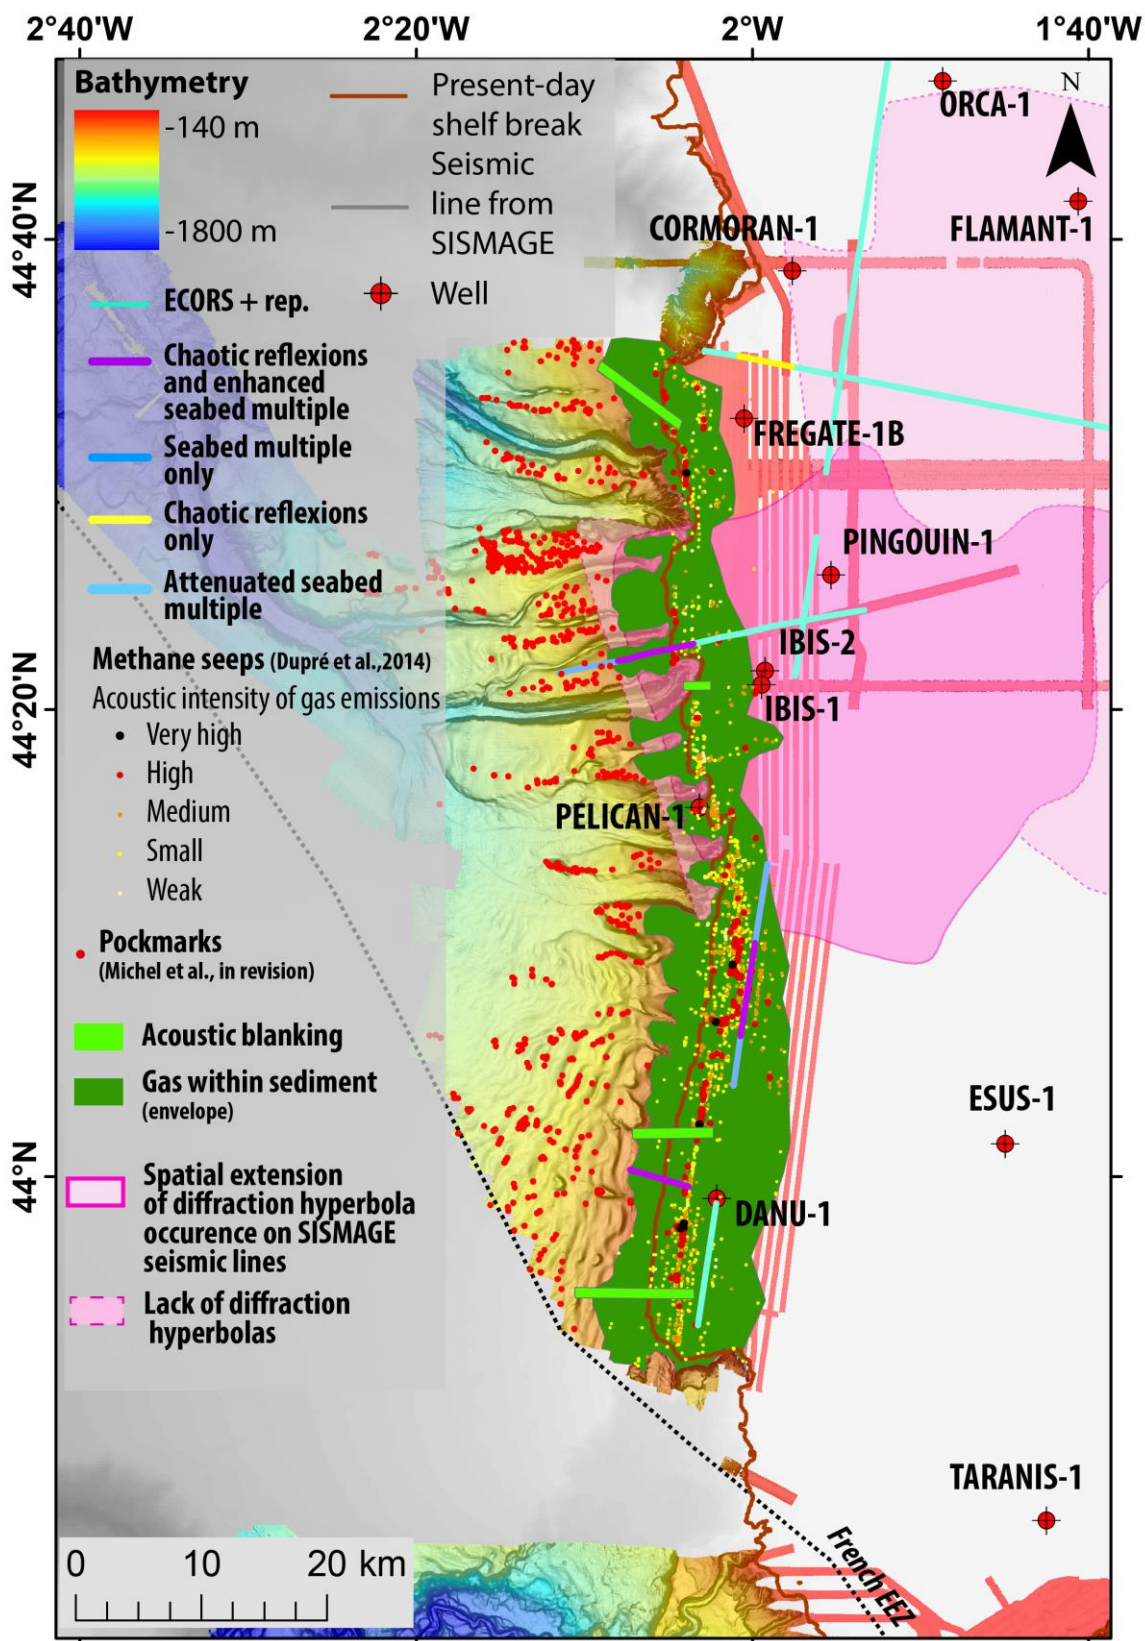 2°40'W
2°20'W
2°W
1°40'W
Bathymetry
-140 m
-1800 m
Present-day
shelf break
Seismic
line from
SISMAGE
Well
ECORS + rep.
Chaotic reflexions
and enhanced
seabed multiple
Seabed multiple
only
Chaotic reflexions
only
Attenuated seabed
multiple
Methane seeps (Dupré et al.,2014)
Acoustic intensity of gas emissions
Very high
High
Medium
Small
Weak
Pockmarks
(Michel et al., in revision)
Acoustic blanking
Gas within sediment
(envelope)
Spatial extension
of diffraction hyperbola
occurence on SISMAGE
seismic lines
Lack of diffraction
hyperbolas
0 10 20 km
44°40'N
44°20'N
44°N
N
ORCA-1
FLAMANT-1
CORMORAN-1
FREGATE-1B
PINGOUIN-1
IBIS-2
IBIS-1
PELICAN-1
ESUS-1
DANU-1
TARANIS-1
French EEZ